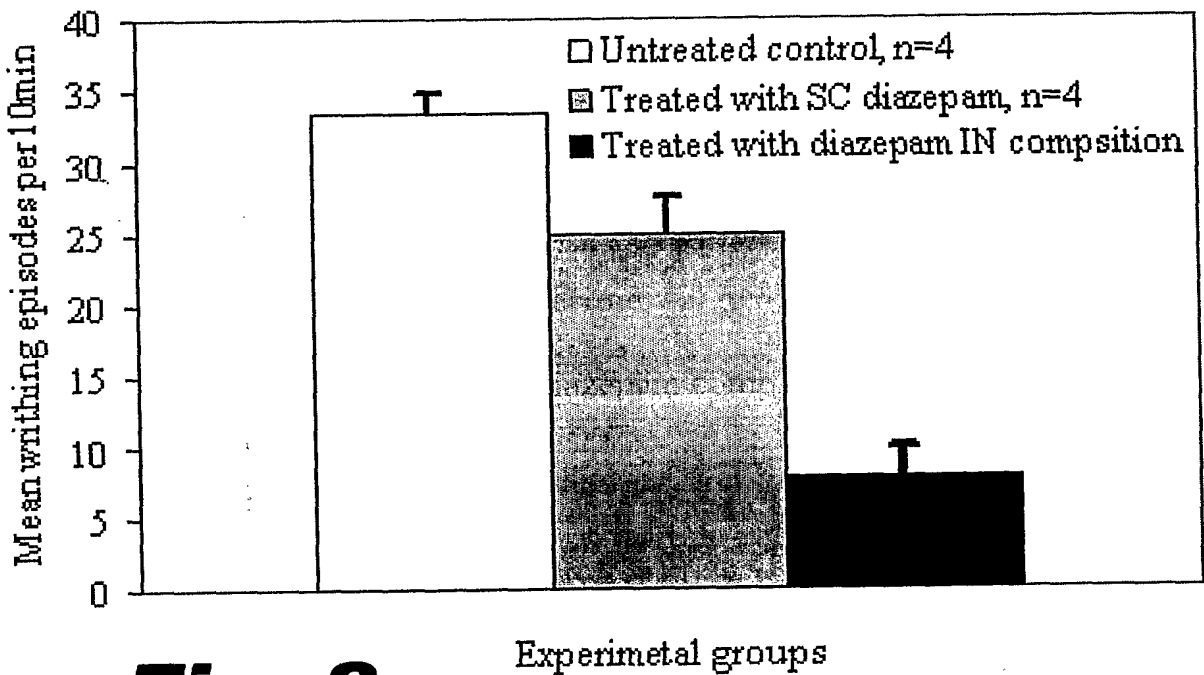 Mean writhing episodes per 10min
40
35
30
25
20
15
10
5
0
Untreated control, n=4
Treated with SC diazepam, n=4
Treated with diazepam IN compsition
Experimetal groups